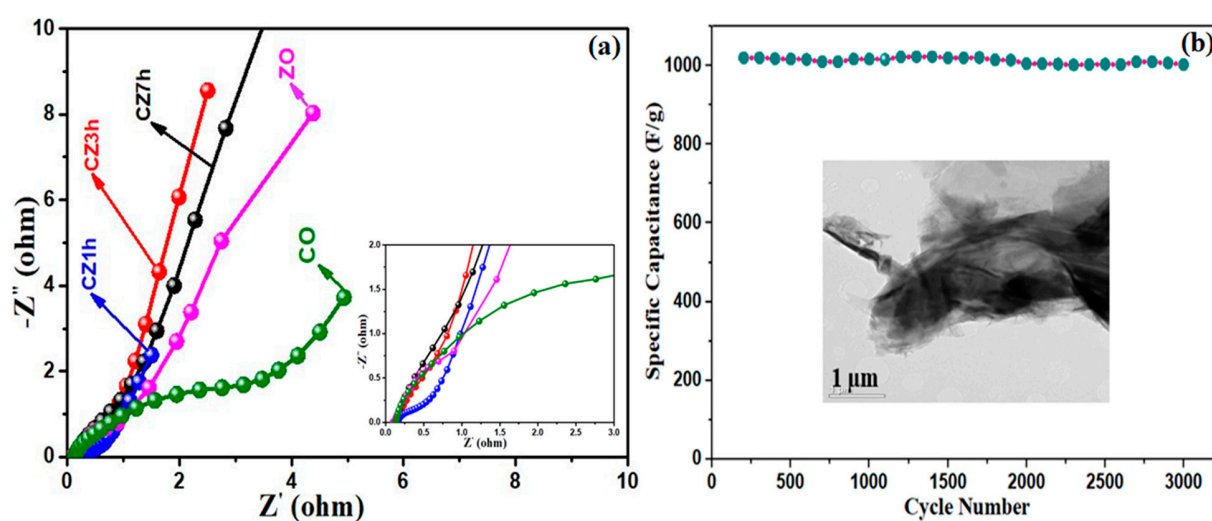 (a)
10
8
6
4
2
0
-Z'' (ohm)
CZ1h
CZ3h
CZ7h
ZO
CO
0 2 4 6 8 10
Z' (ohm)
2.0
1.5
1.0
0.5
0.0
-Z'' (ohm)
0.0 0.5 1.0 1.5 2.0 2.5 3.0
Z' (ohm)
(b)
1000
800
600
400
200
0
Specific Capacitance (F/g)
1 μm
0 500 1000 1500 2000 2500 3000
Cycle Number